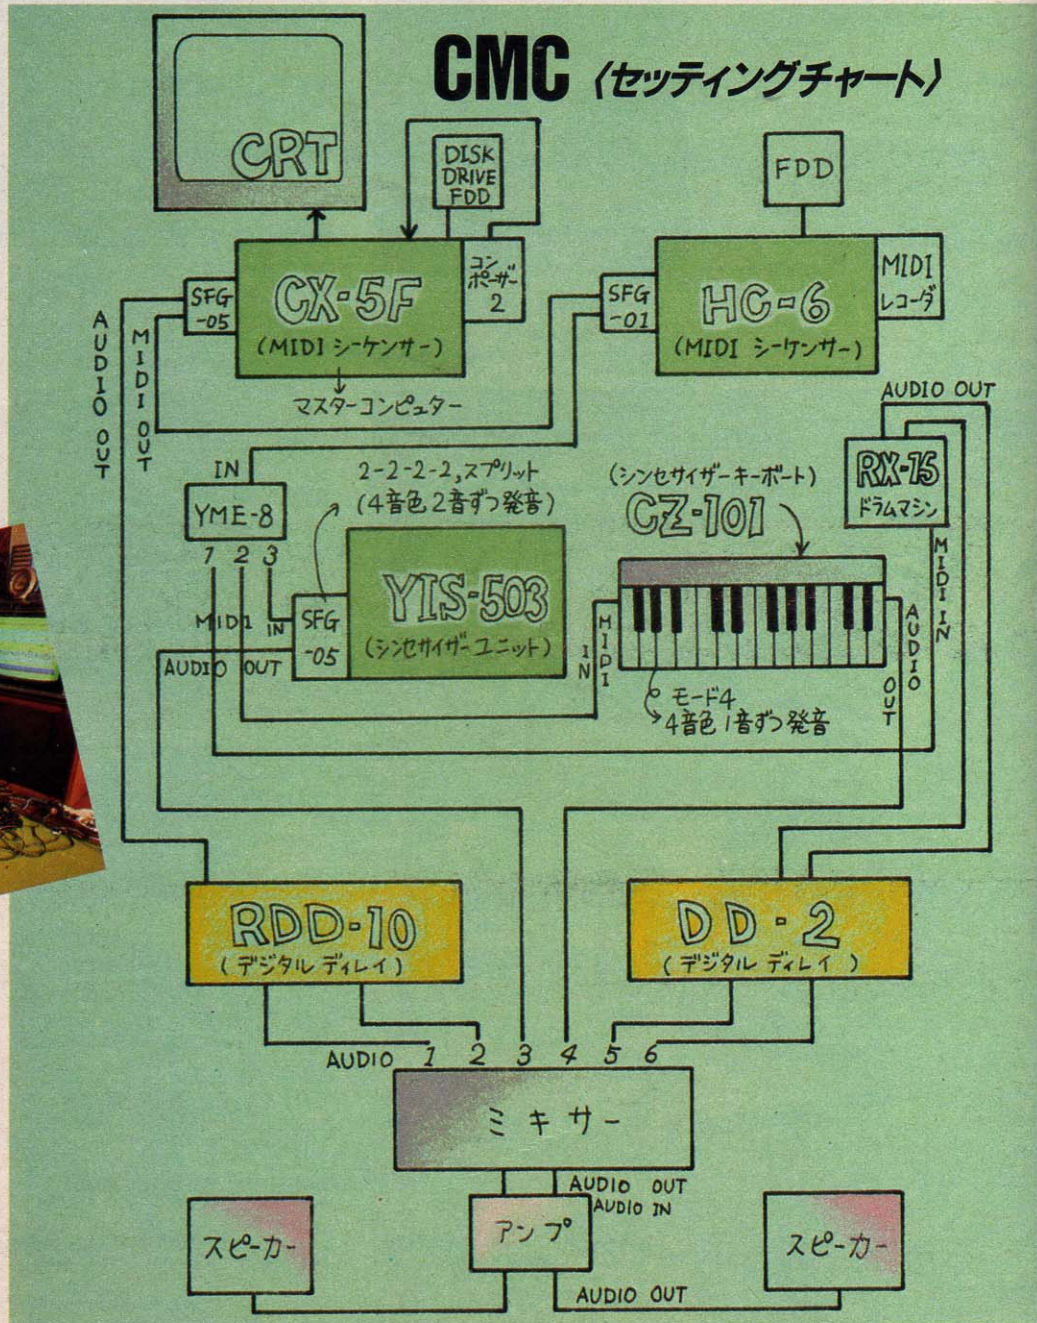 CMC〈セッティングチャート〉
CRT
DISK
DRIVE
FDD
FDD
SFG
-05
CX-5F
(MIDI シーケンサー)
コン
ポーザー
2
SFG
-01
HC-6
(MIDI シーケンサー)
MIDI
レコーダ
AUDIO OUT
MIDI OUT
マスターコンピュター
AUDIO OUT
IN
YME-8
1 2 3
2-2-2-2,スプリット
(4音色2音ずつ発音)
(シンセサイザーキーボート)
CZ-101
RX-15
ドラムマシン
MIDI IN
YIS-503
(シンセサイザー ユニット)
SFG
-05
MIDI IN
AUDIO OUT
MIDI
IN
AUDIO
OUT
モード4
4音色1音ずつ発音
RDD-10
(デジタル ディレイ)
DD-2
(デジタル ディレイ)
AUDIO 1 2 3 4 5 6
ミキサー
AUDIO OUT
AUDIO IN
スピーカー
アンプ
スピーカー
AUDIO OUT